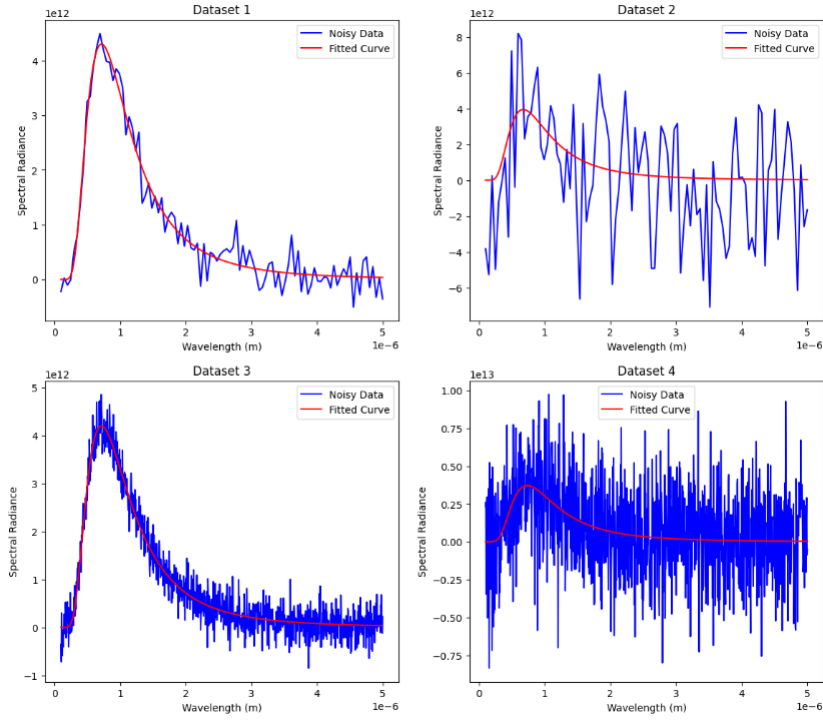 Dataset 1
1e12
Noisy Data
Fitted Curve
4
3
2
1
0
Spectral Radiance
0
1
2
3
4
5
Wavelength (m)
1e−6
Dataset 2
1e12
Noisy Data
Fitted Curve
8
6
4
2
0
−2
−4
−6
Spectral Radiance
0
1
2
3
4
5
Wavelength (m)
1e−6
Dataset 3
1e12
Noisy Data
Fitted Curve
5
4
3
2
1
0
−1
Spectral Radiance
0
1
2
3
4
5
Wavelength (m)
1e−6
Dataset 4
1e13
Noisy Data
Fitted Curve
1.00
0.75
0.50
0.25
0.00
−0.25
−0.50
−0.75
Spectral Radiance
0
1
2
3
4
5
Wavelength (m)
1e−6